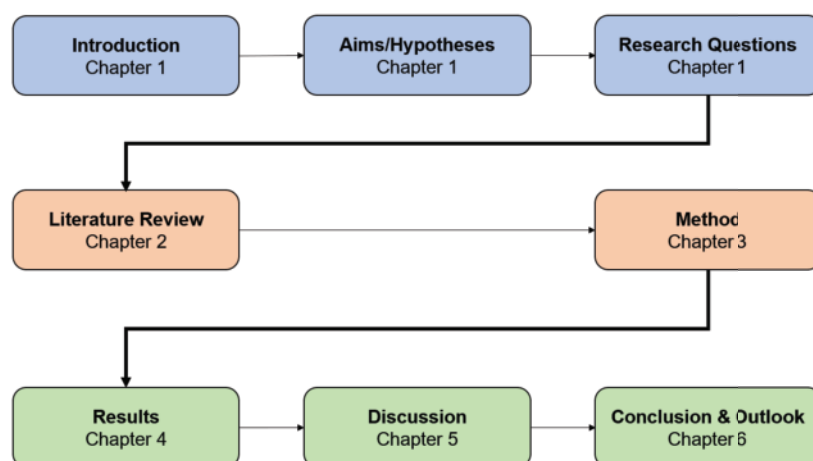 Introduction
Chapter 1
Aims/Hypotheses
Chapter 1
Research Questions
Chapter 1
Literature Review
Chapter 2
Method
Chapter 3
Results
Chapter 4
Discussion
Chapter 5
Conclusion & Outlook
Chapter 6